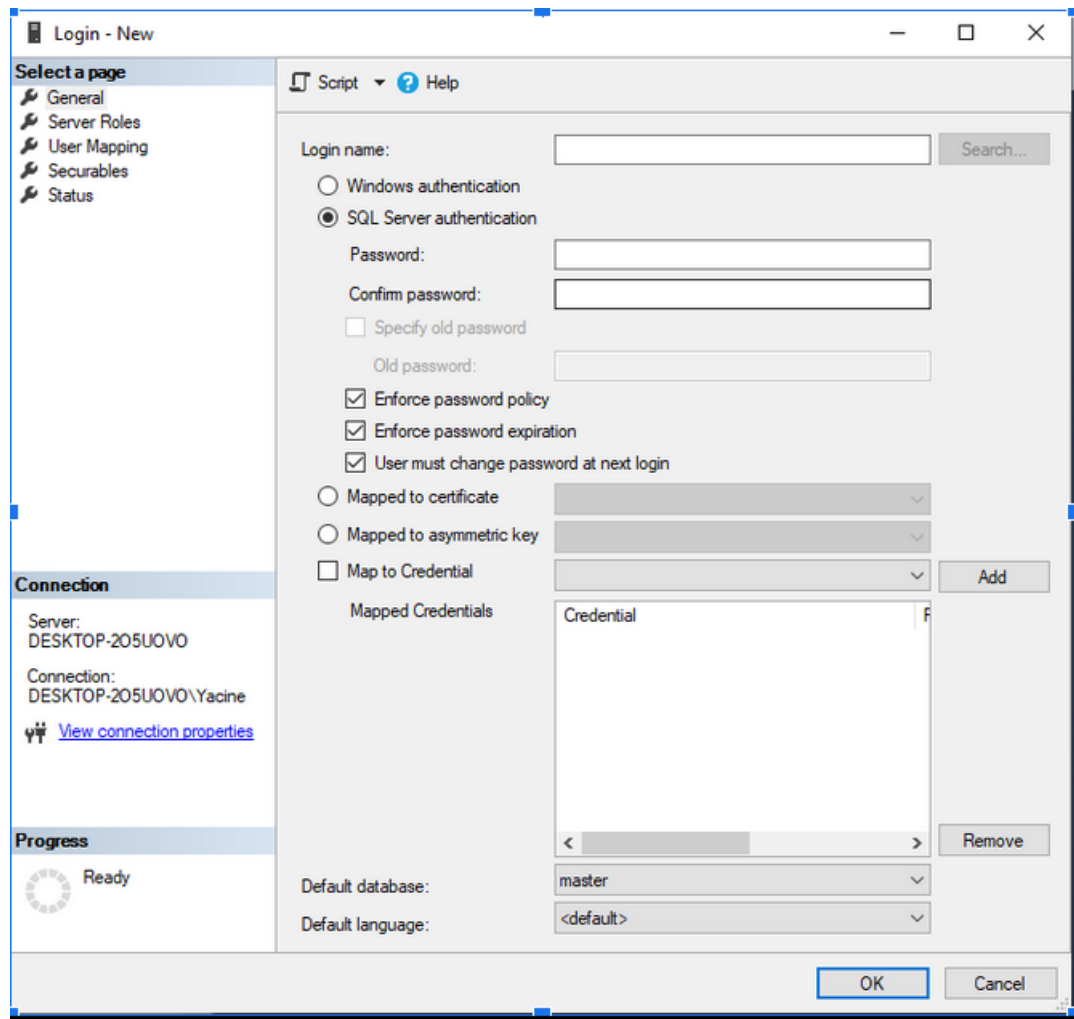 Login - New
Select a page
General
Server Roles
User Mapping
Securables
Status
Script
Help
Login name:
Search...
Windows authentication
SQL Server authentication
Password:
Confirm password:
Specify old password
Old password:
Enforce password policy
Enforce password expiration
User must change password at next login
Mapped to certificate
Mapped to asymmetric key
Map to Credential
Add
Mapped Credentials
Credential
Remove
Default database:
master
Default language:
<default>
Connection
Server:
DESKTOP-2O5UOVO
Connection:
DESKTOP-2O5UOVO\Yacine
View connection properties
Progress
Ready
OK
Cancel